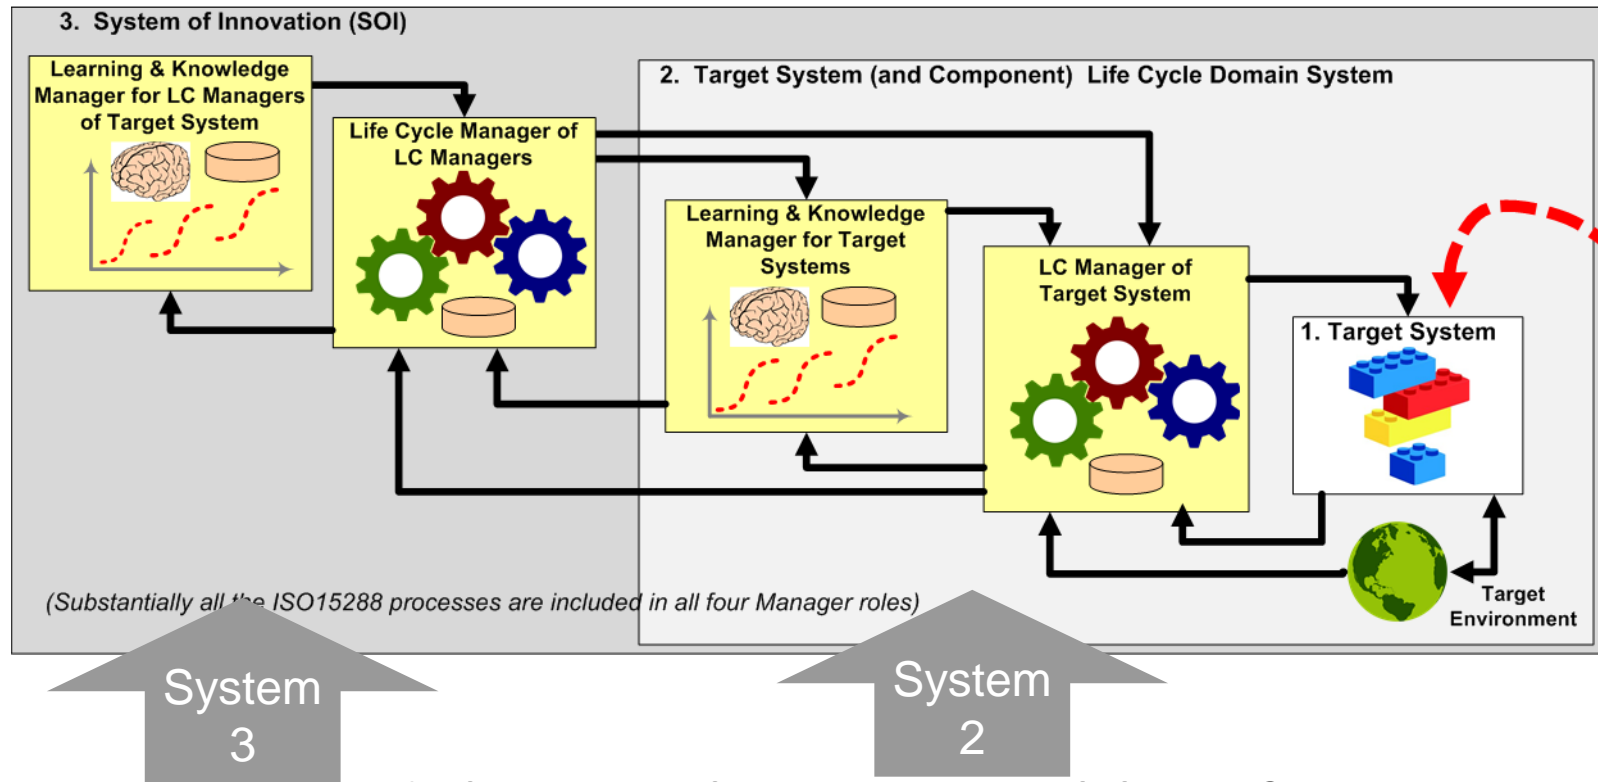 3. System of Innovation (SOI)
Learning & Knowledge
Manager for LC Managers
of Target System
2. Target System (and Component) Life Cycle Domain System
Life Cycle Manager of
LC Managers
Learning & Knowledge
Manager for Target
Systems
LC Manager of
Target System
1. Target System
Target
Environment
(Substantially all the ISO15288 processes are included in all four Manager roles)
System
3
System
2